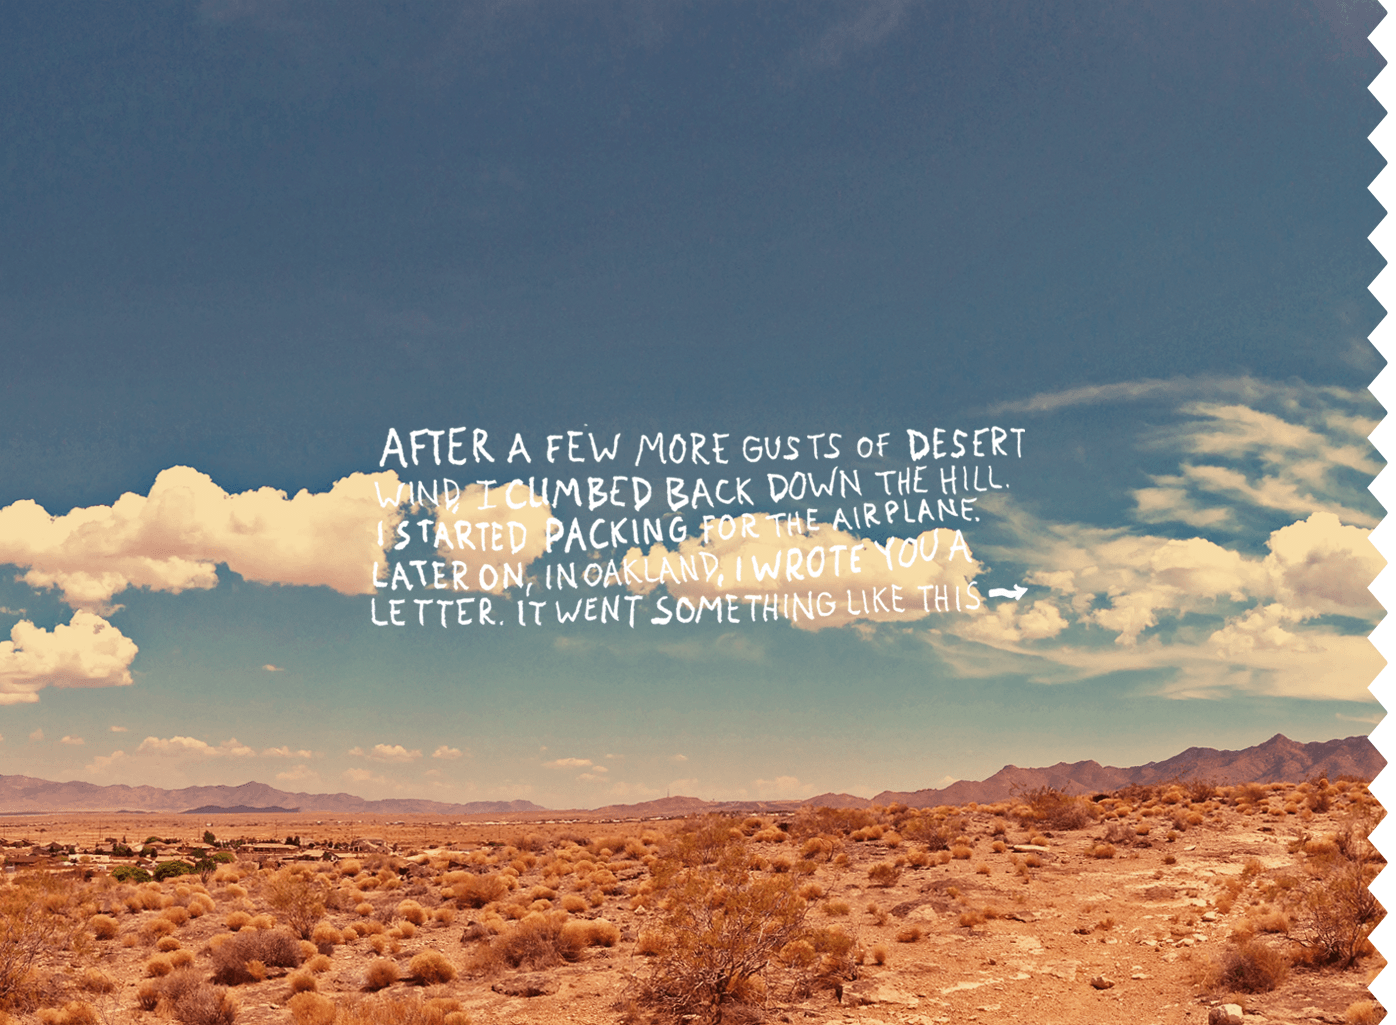 AFTER A FEW MORE GUSTS OF DESERT
WIND, I CLIMBED BACK DOWN THE HILL.
I STARTED PACKING FOR THE AIRPLANE.
LATER ON, IN OAKLAND, I WROTE YOU A
LETTER. IT WENT SOMETHING LIKE THIS →